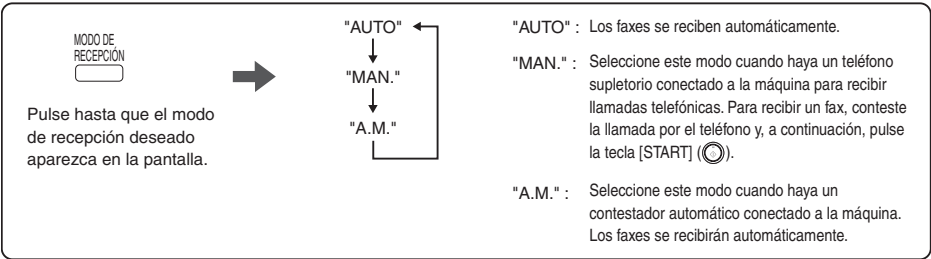 MODO DE
RECEPCIÓN
Pulse hasta que el modo
de recepción deseado
aparezca en la pantalla.
"AUTO"
"MAN."
"A.M."
"AUTO" : Los faxes se reciben automáticamente.
"MAN." : Seleccione este modo cuando haya un teléfono
supletorio conectado a la máquina para recibir
llamadas telefónicas. Para recibir un fax, conteste
la llamada por el teléfono y, a continuación, pulse
la tecla [START] ( ).
"A.M." : Seleccione este modo cuando haya un
contestador automático conectado a la máquina.
Los faxes se recibirán automáticamente.